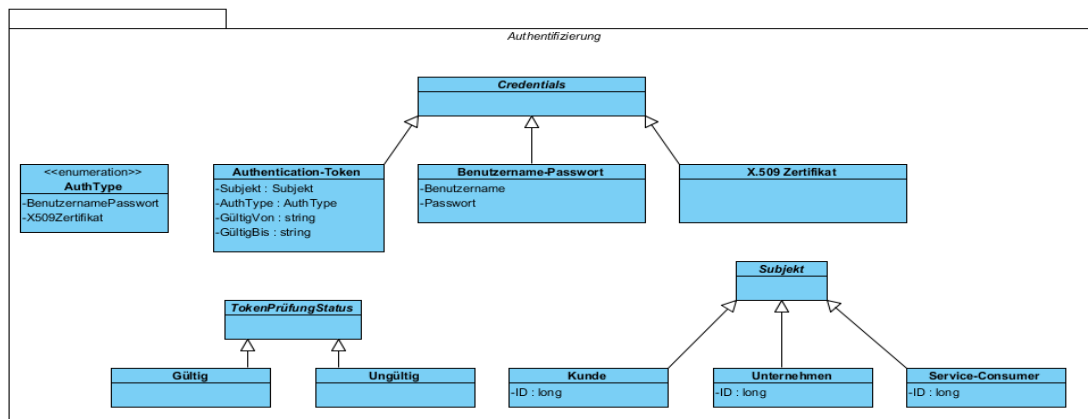 Authentifizierung
Credentials
<<enumeration>>
AuthType
-BenutzernamePasswort
-X509Zertifikat
Authentication-Token
-Subjekt : Subjekt
-AuthType : AuthType
-GültigVon : string
-GültigBis : string
Benutzername-Passwort
-Benutzername
-Passwort
X.509 Zertifikat
TokenPrüfungStatus
Gültig
Ungültig
Subjekt
Kunde
-ID : long
Unternehmen
-ID : long
Service-Consumer
-ID : long